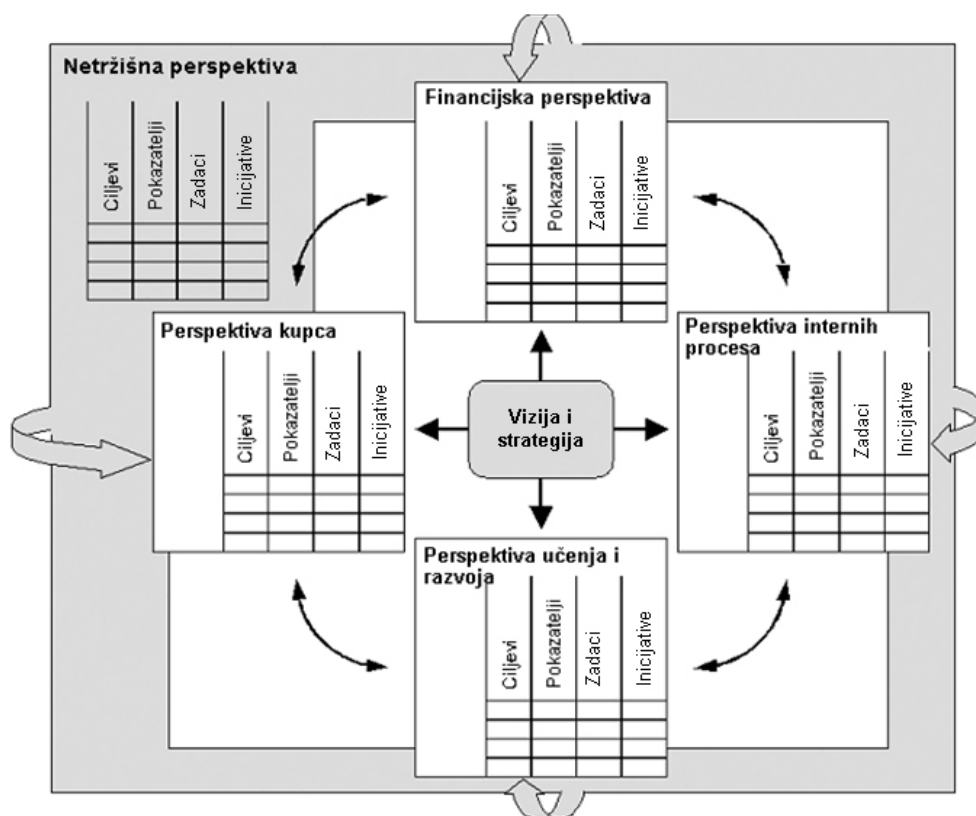 Netržišna perspektiva
Ciljevi
Pokazatelji
Zadaci
Inicijative
Financijska perspektiva
Ciljevi
Pokazatelji
Zadaci
Inicijative
Perspektiva kupca
Ciljevi
Pokazatelji
Zadaci
Inicijative
Vizija i
strategija
Perspektiva internih
procesa
Ciljevi
Pokazatelji
Zadaci
Inicijative
Perspektiva učenja i
razvoja
Ciljevi
Pokazatelji
Zadaci
Inicijative